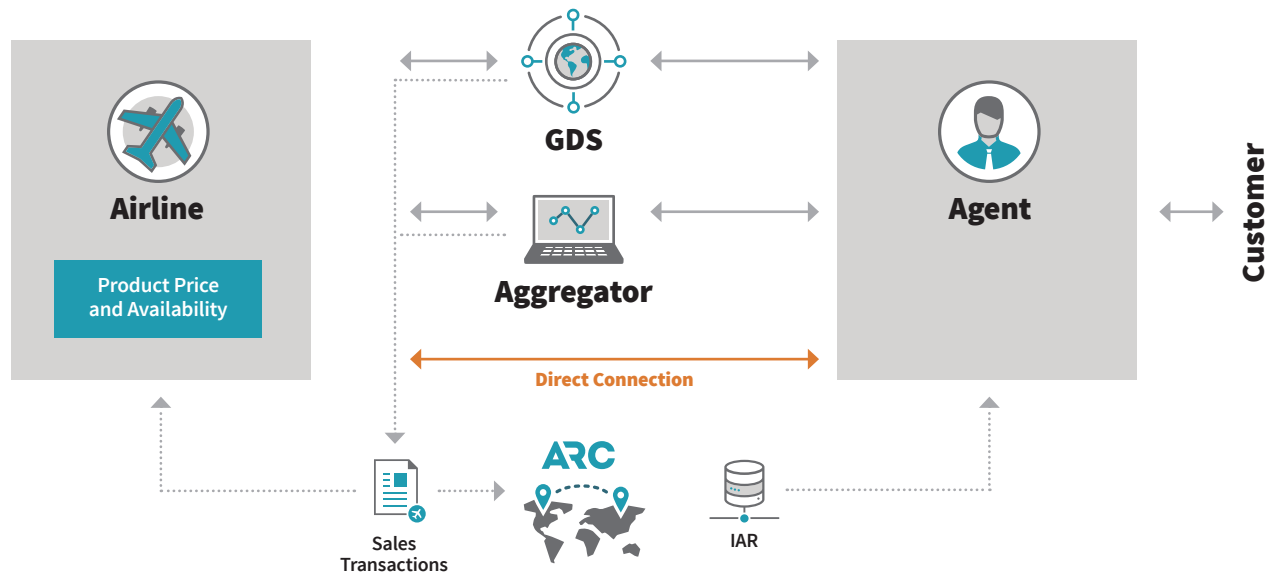 GDS
Airline
Product Price
and Availability
Aggregator
Direct Connection
Agent
Customer
ARC
Sales
Transactions
IAR